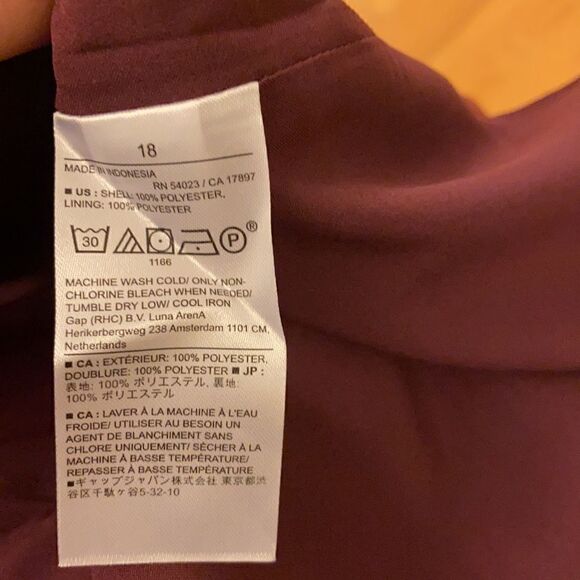 18
MADE IN INDONESIA
RN 54023 / CA 17897
■ US : SHELL: 100% POLYESTER,
LINING: 100% POLYESTER
30 P ®
1166
MACHINE WASH COLD/ ONLY NON-
CHLORINE BLEACH WHEN NEEDED/
TUMBLE DRY LOW/ COOL IRON
Gap (RHC) B.V. Luna ArenA
Herikerbergweg 238 Amsterdam 1101 CM,
Netherlands
■ CA : EXTÉRIEUR: 100% POLYESTER,
DOUBLURE: 100% POLYESTER ■ JP :
表地: 100% ポリエステル, 裏地:
100% ポリエステル
■ CA : LAVER À LA MACHINE À L'EAU
FROIDE/ UTILISER AU BESOIN UN
AGENT DE BLANCHIMENT SANS
CHLORE UNIQUEMENT/ SÉCHER À LA
MACHINE À BASSE TEMPÉRATURE/
REPASSER À BASSE TEMPÉRATURE
■ギャップジャパン株式会社 東京都渋
谷区千駄ヶ谷5-32-10